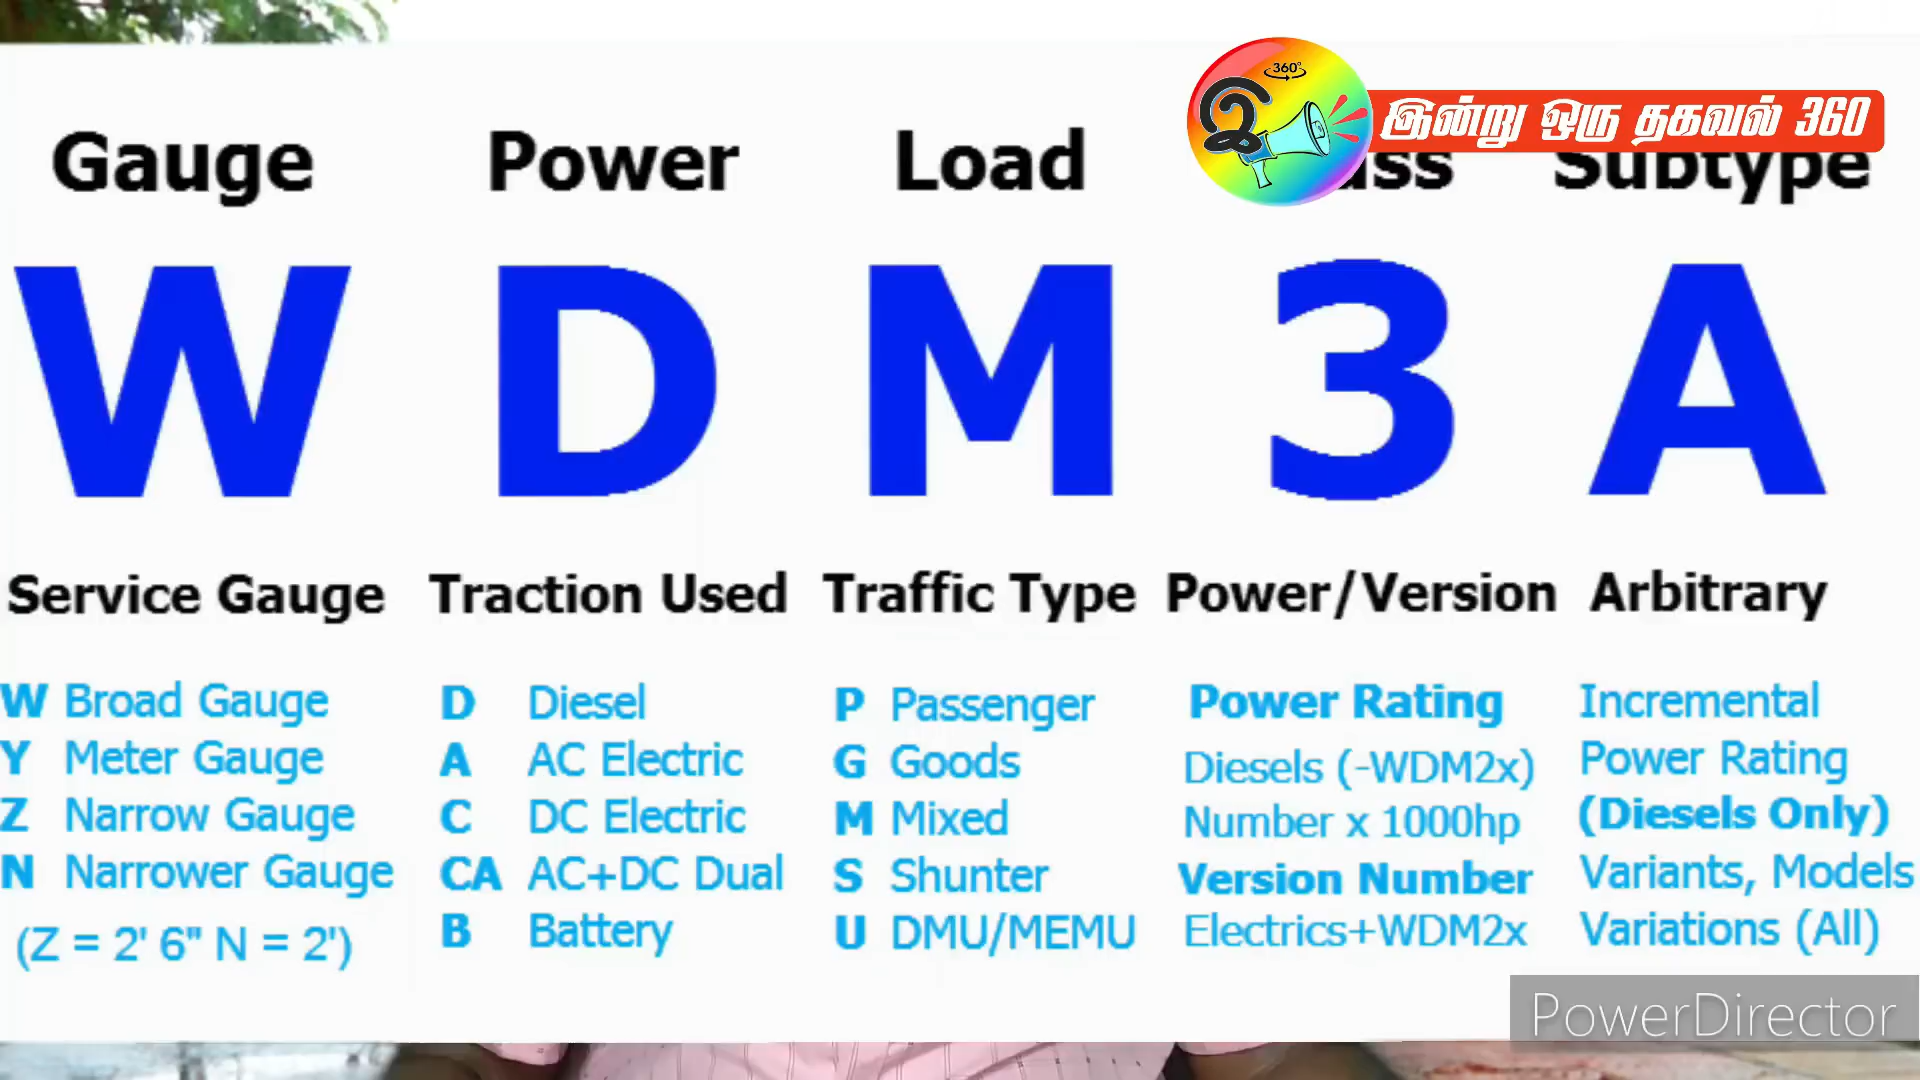 360°
இ
இன்று ஒரு தகவல் 360
Gauge Power Load ass Subtype
W D M 3 A
Service Gauge Traction Used Traffic Type Power/Version Arbitrary
W Broad Gauge D Diesel P Passenger Power Rating Incremental
Y Meter Gauge A AC Electric G Goods Diesels (-WDM2x) Power Rating
Z Narrow Gauge C DC Electric M Mixed Number x 1000hp (Diesels Only)
N Narrower Gauge CA AC+DC Dual S Shunter Version Number Variants, Models
(Z = 2' 6" N = 2') B Battery U DMU/MEMU Electrics+WDM2x Variations (All)
PowerDirector